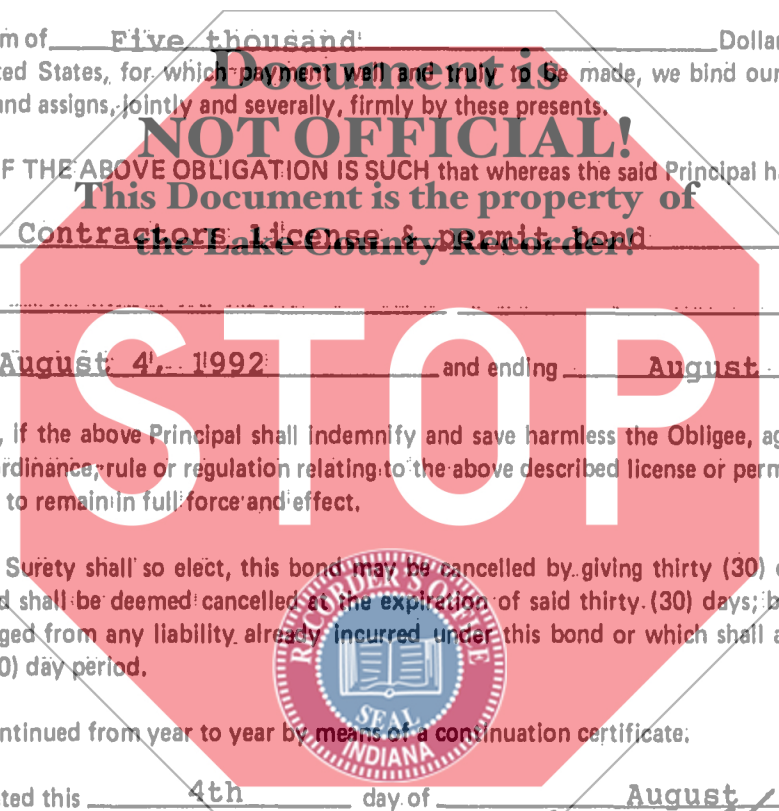 m of Five thousand Dollar
ted States, for which payment well and truly to be made, we bind our
and assigns, jointly and severally, firmly by these presents.
Document is
NOT OFFICIAL!
F THE ABOVE OBLIGATION IS SUCH that whereas the said Principal ha
This Document is the property of
the Lake County Recorder!
Contractors License & permit bond
STOP
August 4, 1992 and ending August
, if the above Principal shall indemnify and save harmless the Obligee, ag
rdinance, rule or regulation relating to the above described license or perm
to remain in full force and effect.
Surety shall so elect, this bond may be cancelled by giving thirty (30) d
d shall be deemed cancelled at the expiration of said thirty (30) days; b
ged from any liability already incurred under this bond or which shall a
0) day period.
RECORDER'S OFFICE
SEAL
INDIANA
ntinued from year to year by means of a continuation certificate.
ted this 4th day of August